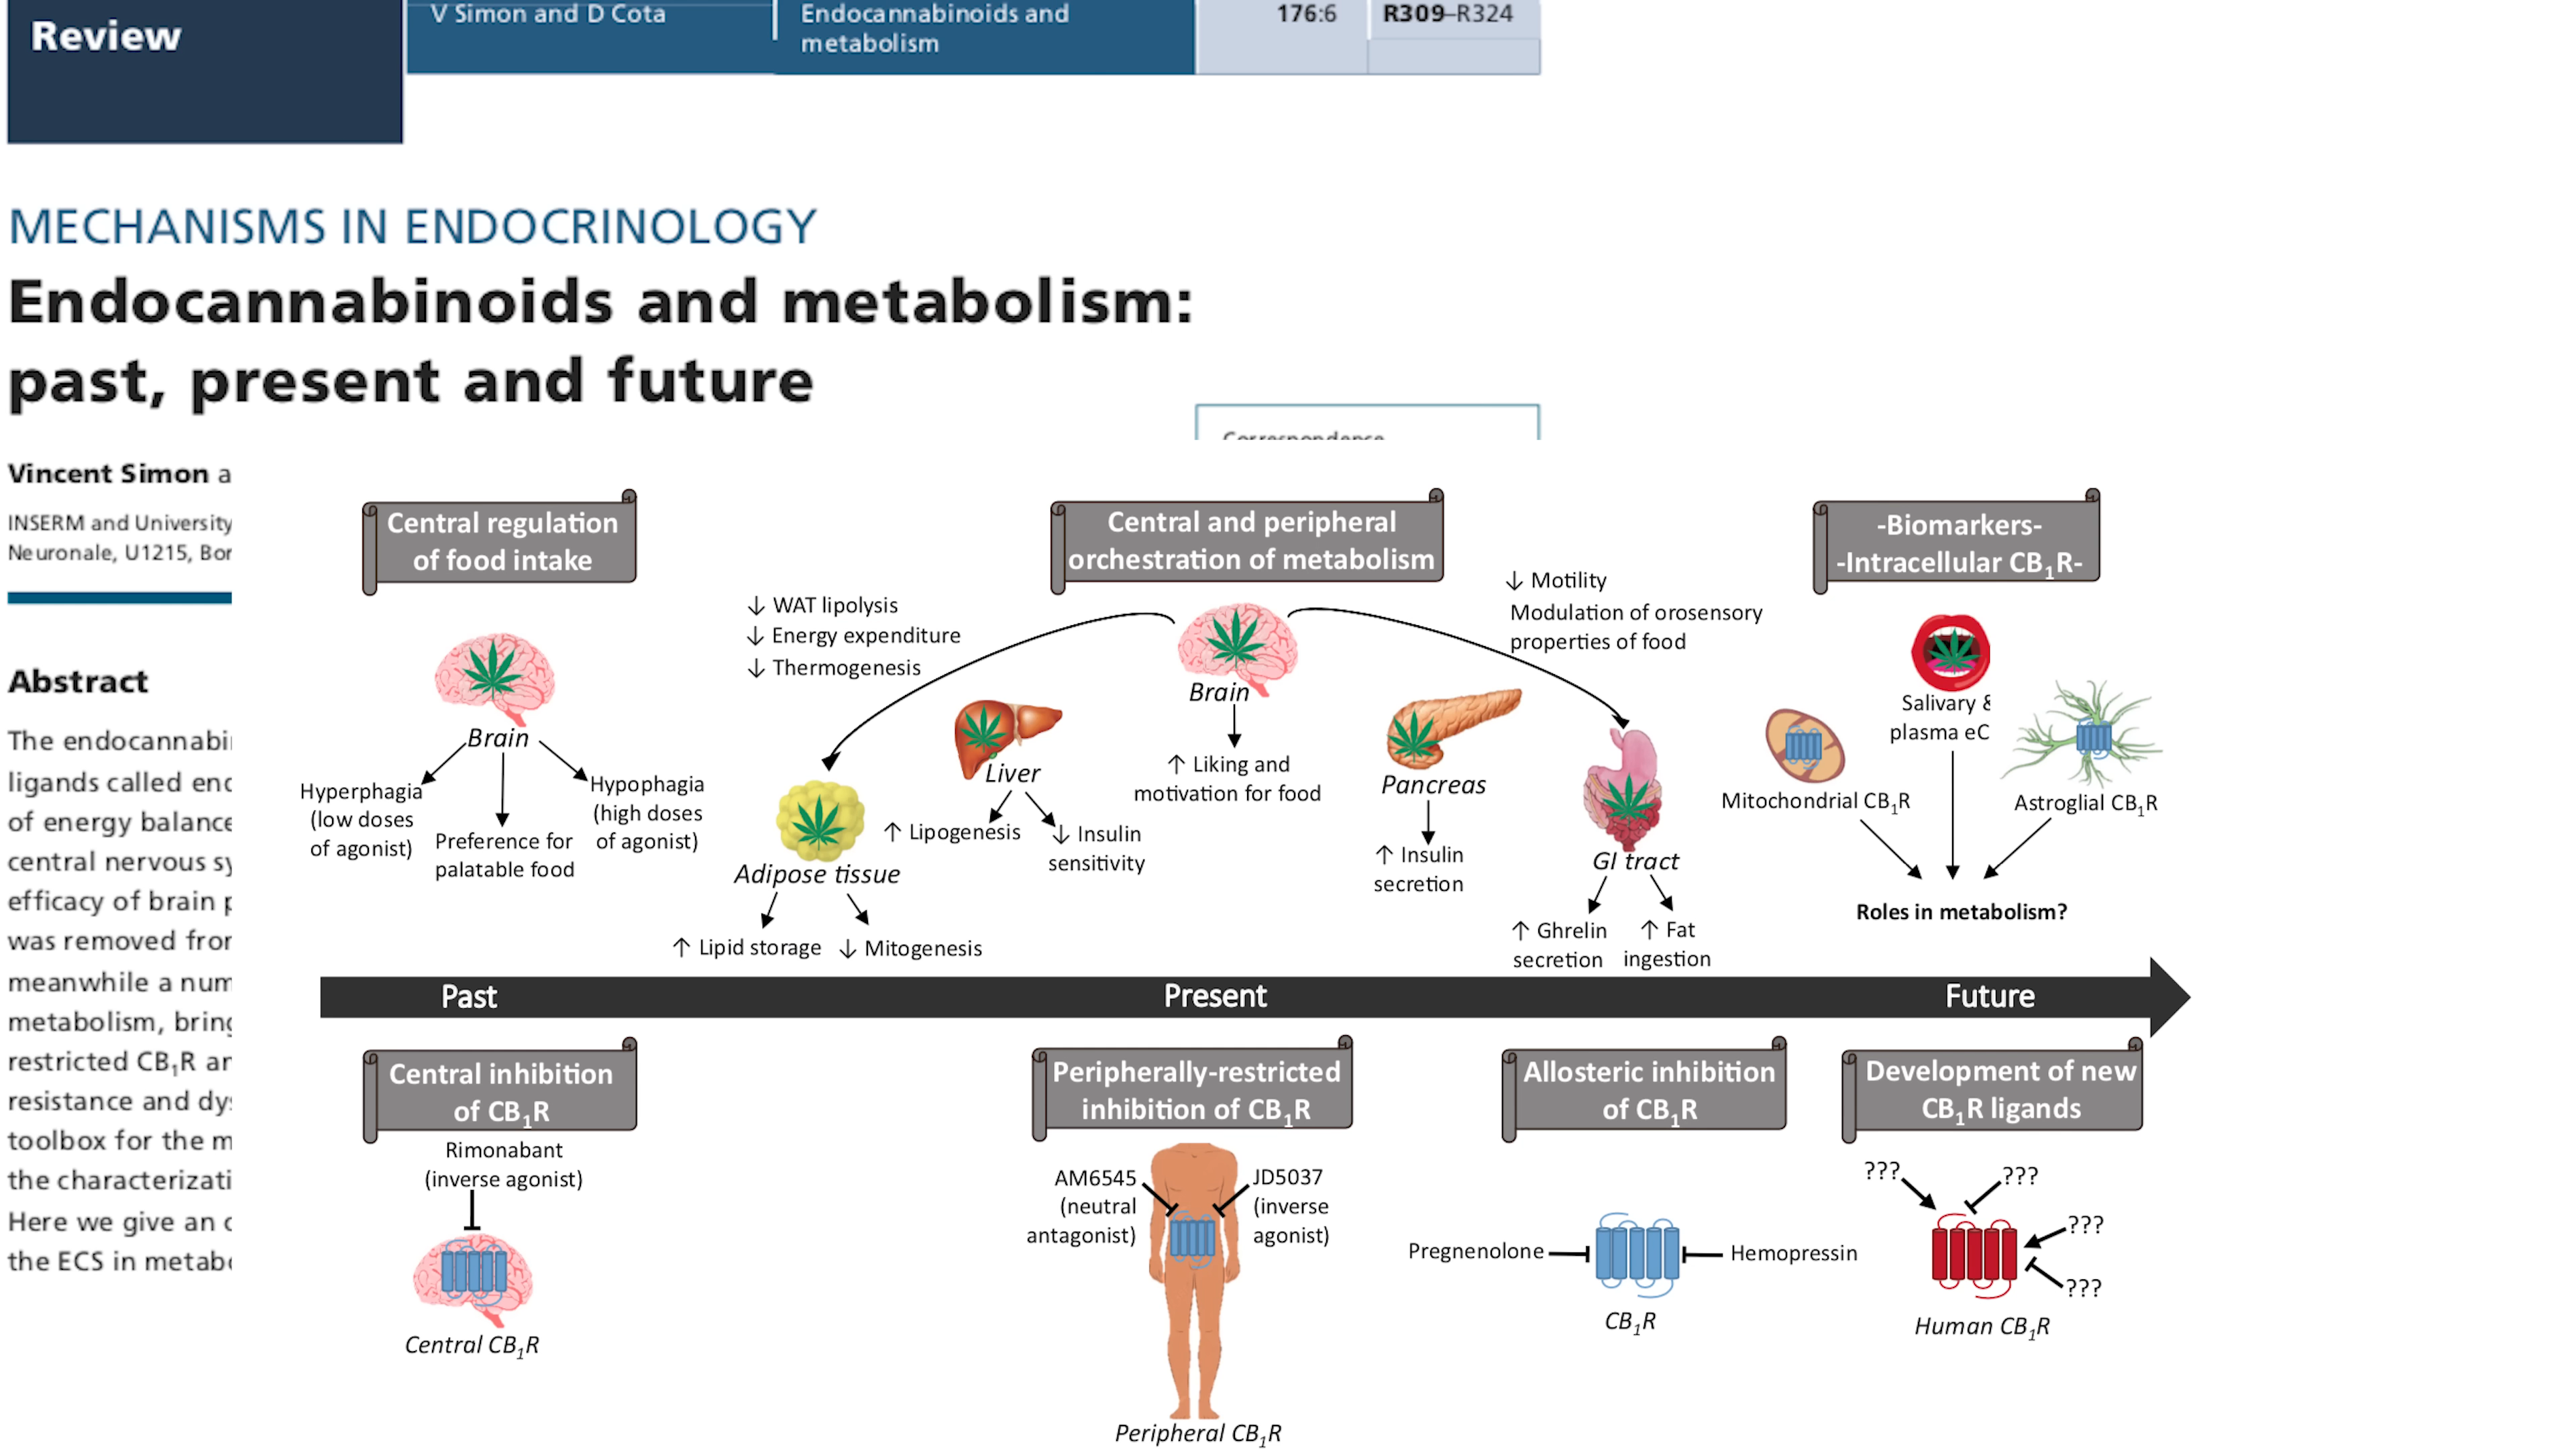 Review
V Simon and D Cota
Endocannabinoids and
metabolism
176:6
R309–R324
MECHANISMS IN ENDOCRINOLOGY
Endocannabinoids and metabolism:
past, present and future
Correspondence
Vincent Simon a
INSERM and University
Neuronale, U1215, Bor
Abstract
The endocannabi
ligands called end
of energy balance
central nervous sy
efficacy of brain p
was removed from
meanwhile a num
metabolism, bring
restricted CB₁R an
resistance and dys
toolbox for the m
the characterizati
Here we give an o
the ECS in metabo
Central regulation
of food intake
Brain
Hyperphagia
(low doses
of agonist)
Preference for
palatable food
Hypophagia
(high doses
of agonist)
Central and peripheral
orchestration of metabolism
↓ WAT lipolysis
↓ Energy expenditure
↓ Thermogenesis
↓ Motility
Modulation of orosensory
properties of food
Brain
↑ Liking and
motivation for food
Liver
↑ Lipogenesis
↓ Insulin
sensitivity
Adipose tissue
↑ Lipid storage
↓ Mitogenesis
Pancreas
↑ Insulin
secretion
GI tract
↑ Ghrelin
secretion
↑ Fat
ingestion
-Biomarkers-
-Intracellular CB₁R-
Salivary &
plasma eC
Mitochondrial CB₁R
Astroglial CB₁R
Roles in metabolism?
Past
Present
Future
Central inhibition
of CB₁R
Rimonabant
(inverse agonist)
Central CB₁R
Peripherally-restricted
inhibition of CB₁R
AM6545
(neutral
antagonist)
JD5037
(inverse
agonist)
Peripheral CB₁R
Allosteric inhibition
of CB₁R
Pregnenolone
Hemopressin
CB₁R
Development of new
CB₁R ligands
???
???
???
???
Human CB₁R